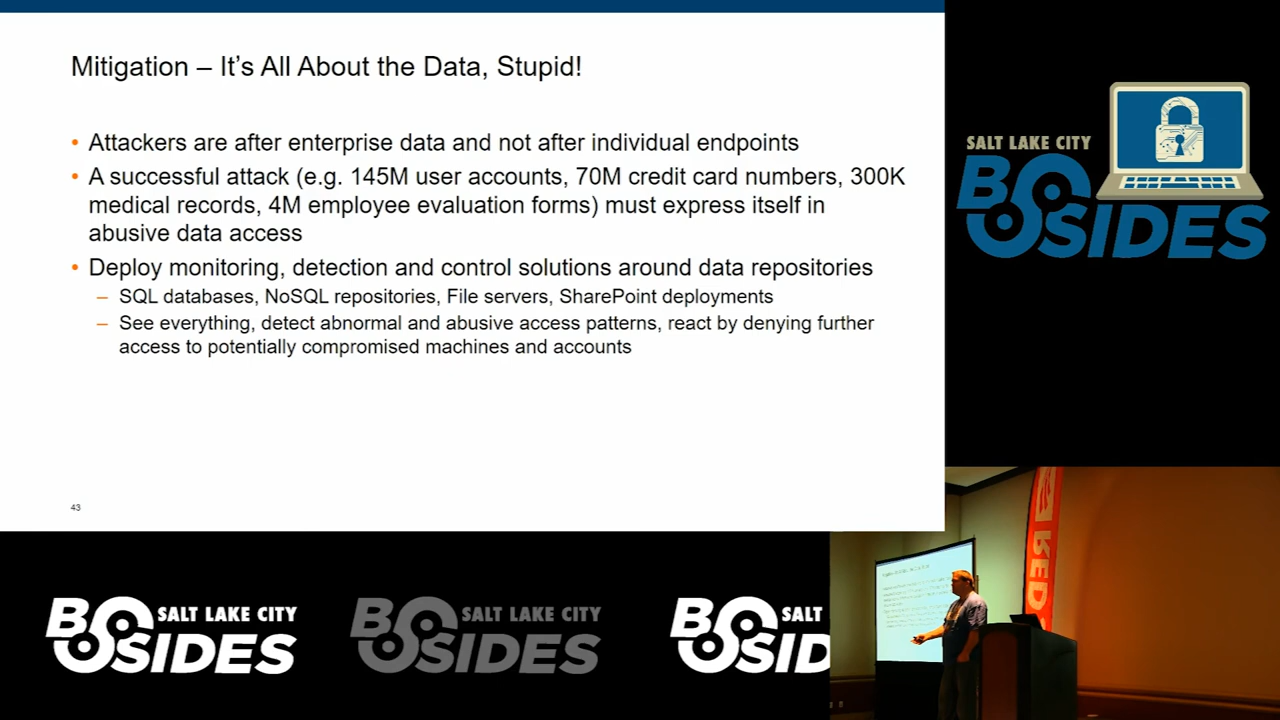 Mitigation – It's All About the Data, Stupid!
• Attackers are after enterprise data and not after individual endpoints
• A successful attack (e.g. 145M user accounts, 70M credit card numbers, 300K
medical records, 4M employee evaluation forms) must express itself in
abusive data access
• Deploy monitoring, detection and control solutions around data repositories
– SQL databases, NoSQL repositories, File servers, SharePoint deployments
– See everything, detect abnormal and abusive access patterns, react by denying further
access to potentially compromised machines and accounts
43
SALT LAKE CITY
BSIDES
RED
SALT LAKE CITY
BSIDES
SALT LAKE CITY
BSIDES
SALT
BSID